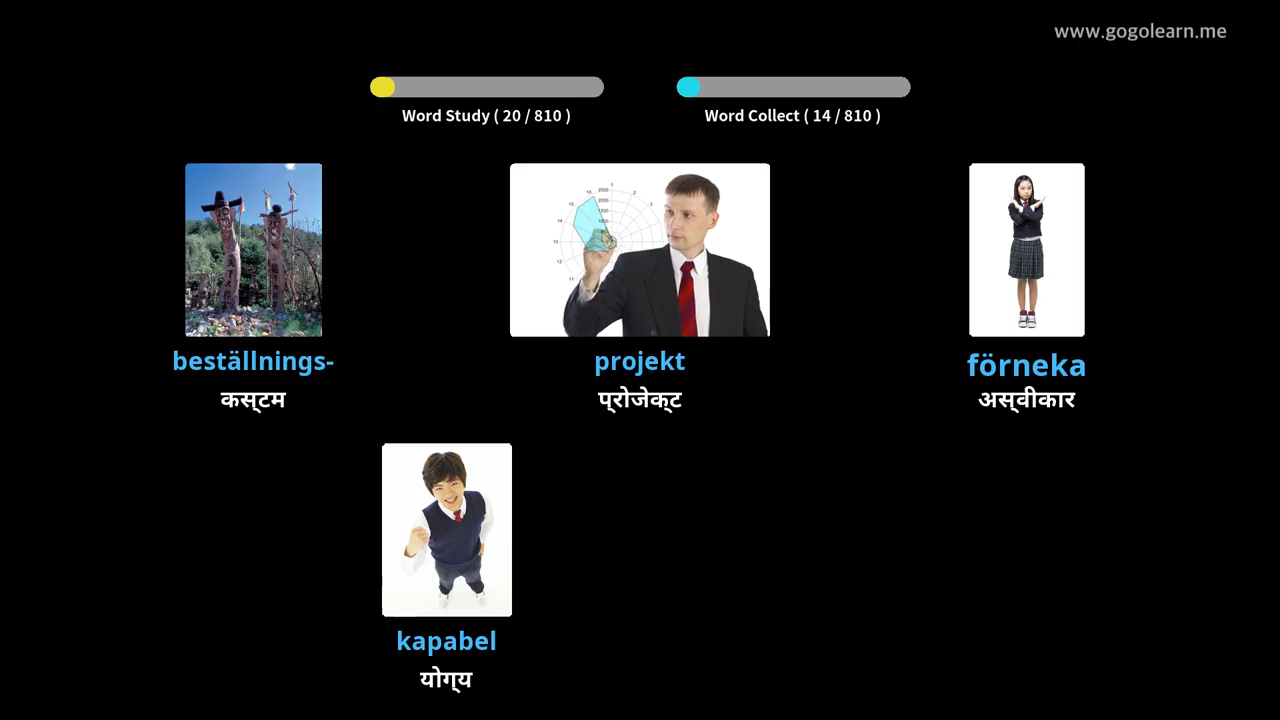 www.gogolearn.me
Word Study ( 20 / 810 )
Word Collect ( 14 / 810 )
beställnings-
कस्टम
projekt
प्रोजेक्ट
förneka
अस्वीकार
kapabel
योग्य